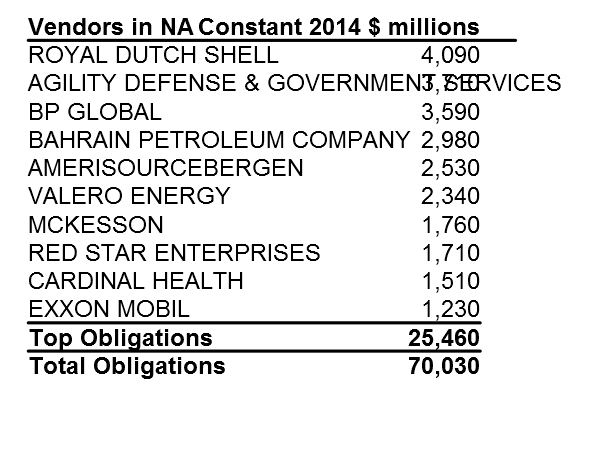 Vendors in NA Constant 2014 $ millions
ROYAL DUTCH SHELL 4,090
AGILITY DEFENSE & GOVERNMENT SERVICES 3,710
BP GLOBAL 3,590
BAHRAIN PETROLEUM COMPANY 2,980
AMERISOURCEBERGEN 2,530
VALERO ENERGY 2,340
MCKESSON 1,760
RED STAR ENTERPRISES 1,710
CARDINAL HEALTH 1,510
EXXON MOBIL 1,230
Top Obligations 25,460
Total Obligations 70,030